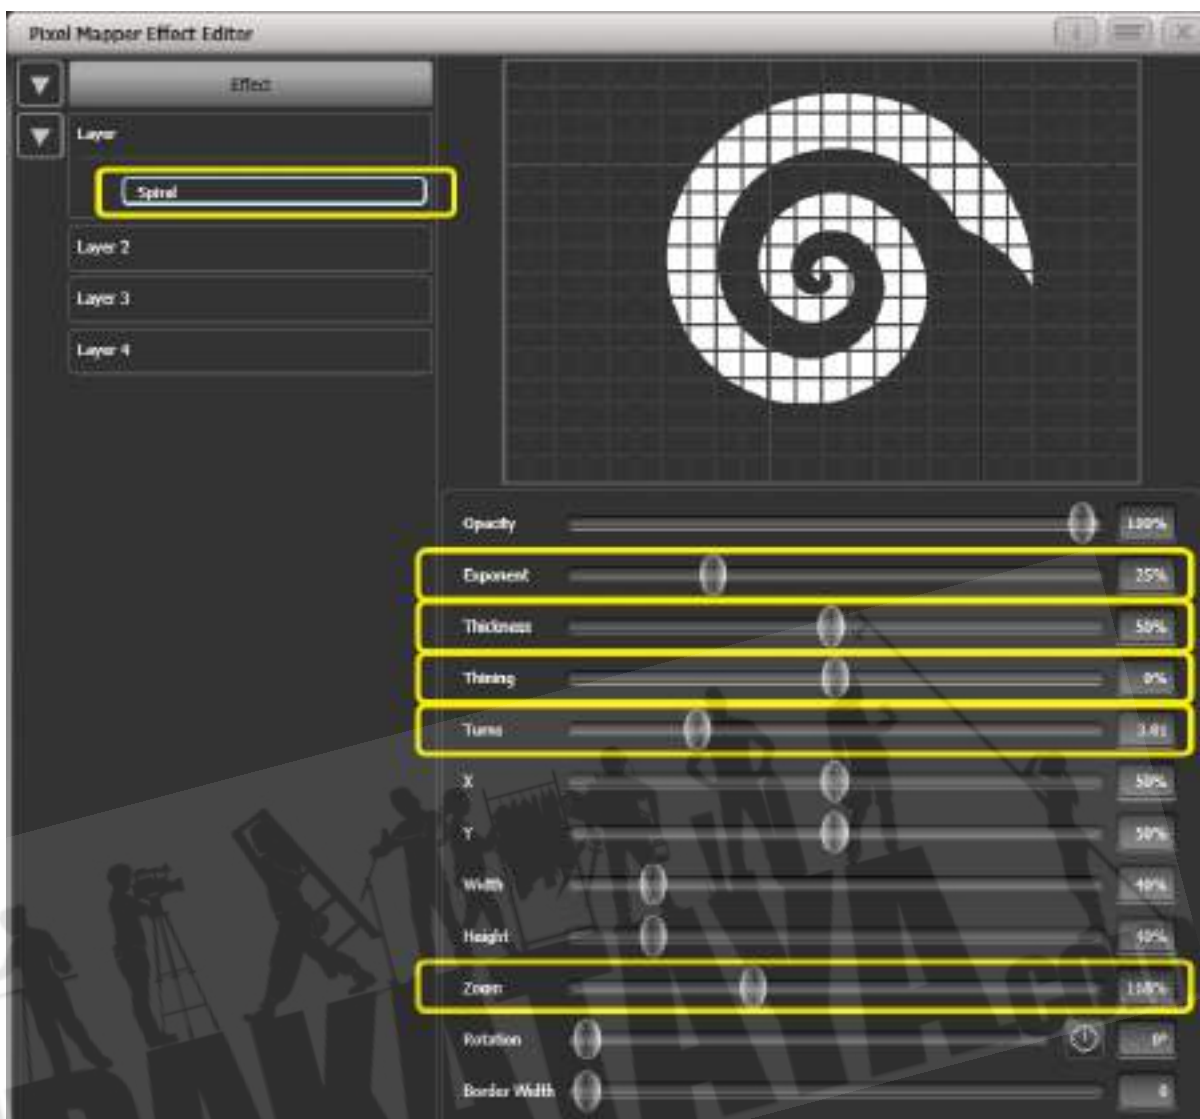 Pixel Mapper Effect Editor
Effect
Layer
Spiral
Layer 2
Layer 3
Layer 4
Opacity 100%
Exponent 25%
Thickness 50%
Thining 0%
Turns
X 50%
Y 50%
Width 40%
Height 40%
Zoom
Rotation 0°
Border Width 0